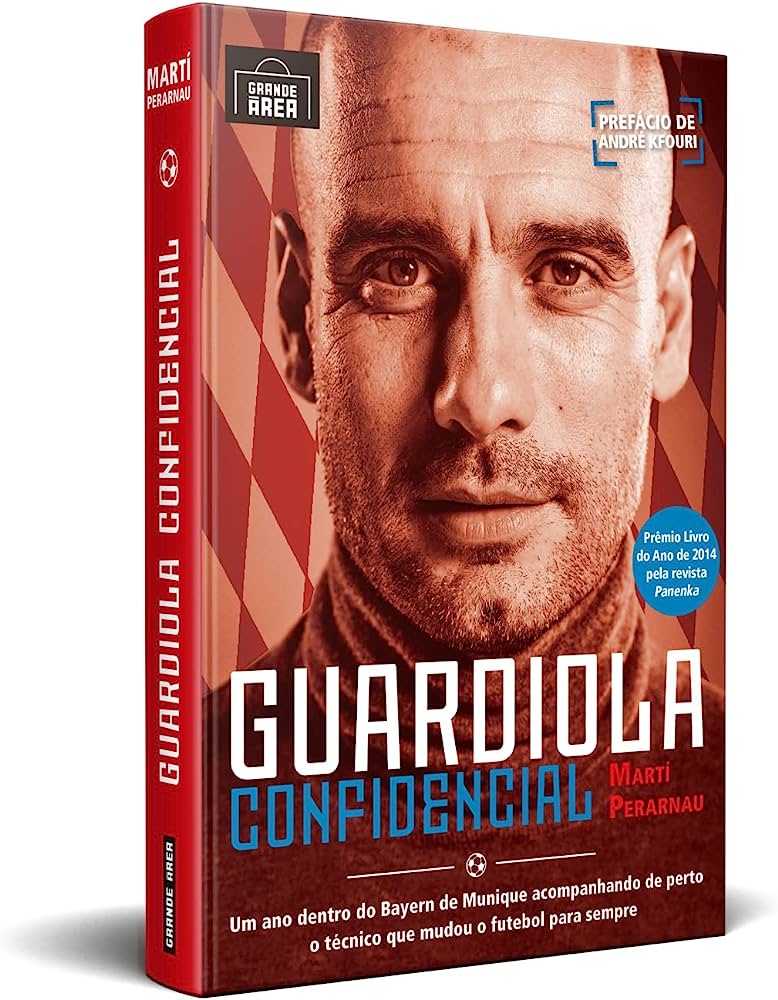 MARTÍ
PERARNAU
GUARDIOLA CONFIDENCIAL
GRANDE AREA
GRANDE
ÁREA
PREFÁCIO DE
ANDRÉ KFOURI
Prêmio Livro
do Ano de 2014
pela revista
Panenka
GUARDIOLA
CONFIDENCIAL
MARTÍ
PERARNAU
Um ano dentro do Bayern de Munique acompanhando de perto
o técnico que mudou o futebol para sempre